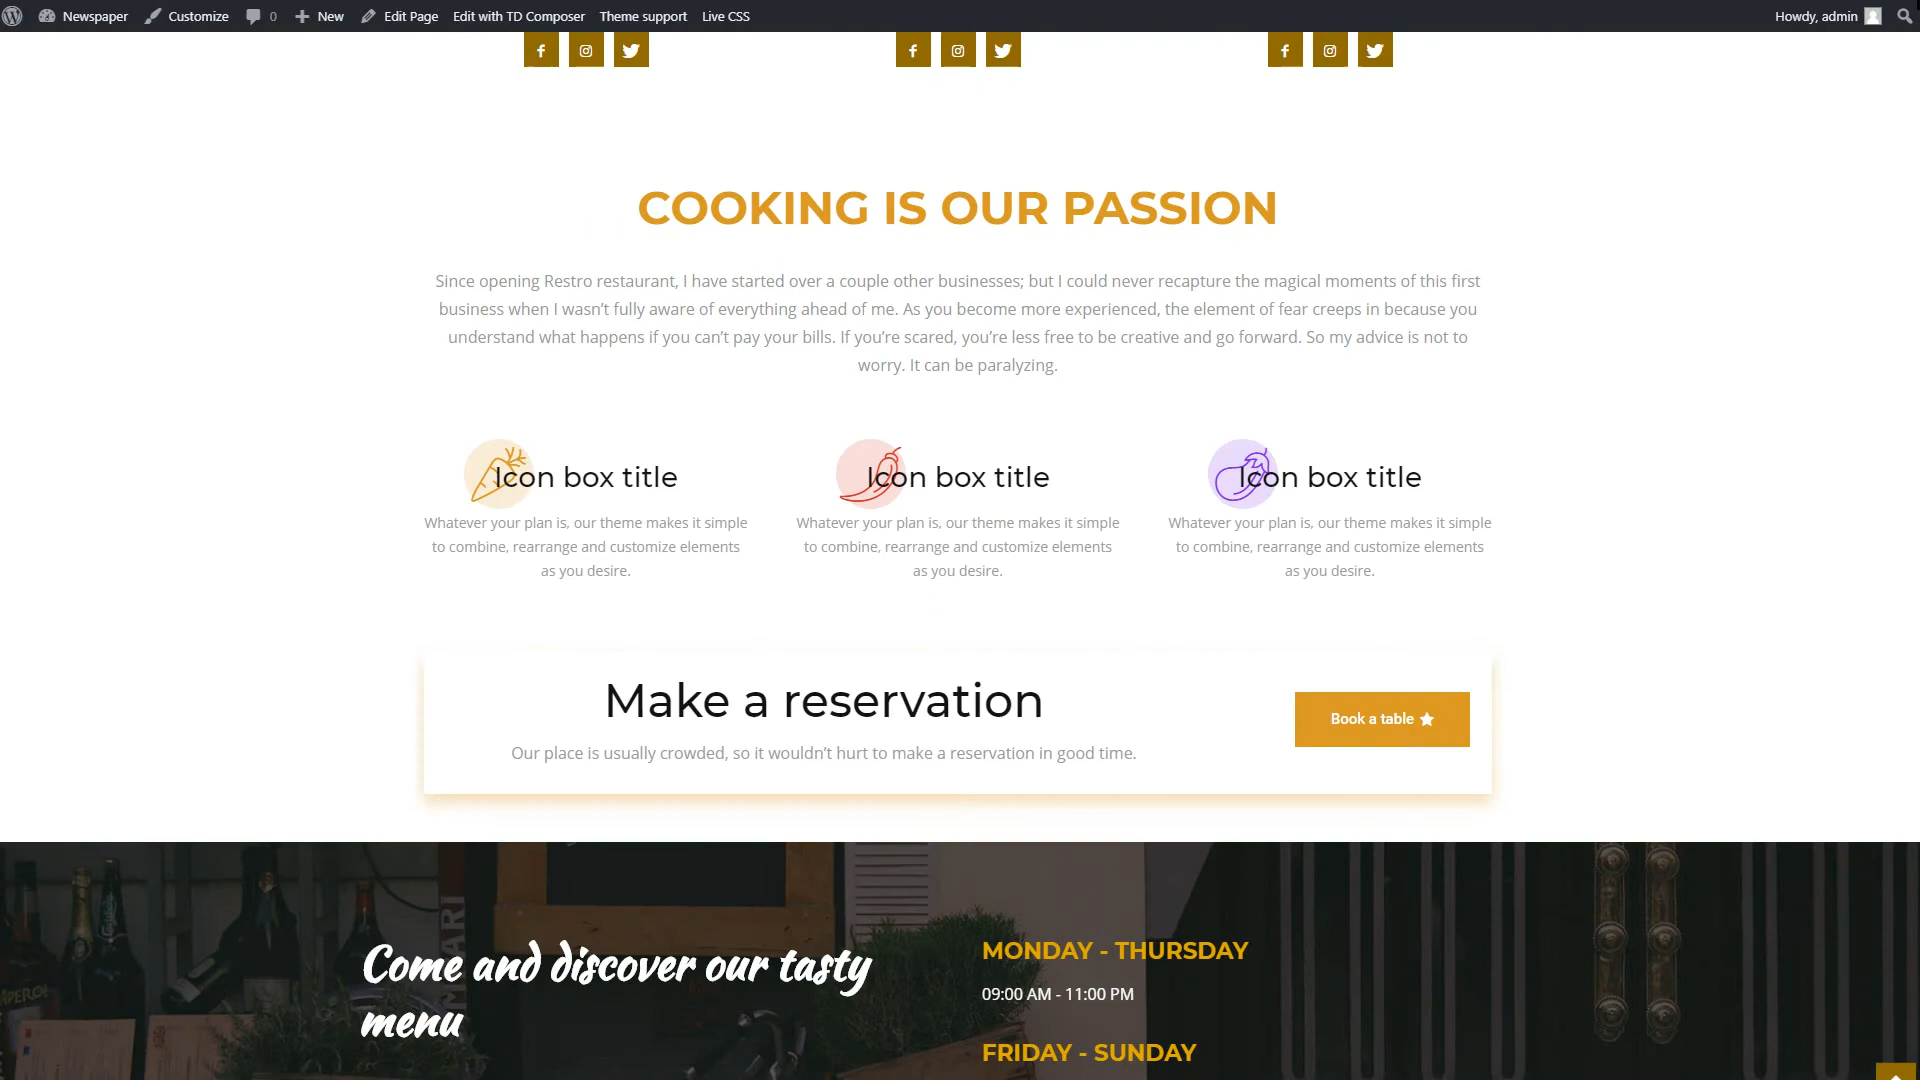 Newspaper Customize 0 New Edit Page Edit with TD Composer Theme support Live CSS Howdy, admin
COOKING IS OUR PASSION
Since opening Restro restaurant, I have started over a couple other businesses; but I could never recapture the magical moments of this first
business when I wasn’t fully aware of everything ahead of me. As you become more experienced, the element of fear creeps in because you
understand what happens if you can’t pay your bills. If you’re scared, you’re less free to be creative and go forward. So my advice is not to
worry. It can be paralyzing.
Icon box title
Whatever your plan is, our theme makes it simple
to combine, rearrange and customize elements
as you desire.
Icon box title
Whatever your plan is, our theme makes it simple
to combine, rearrange and customize elements
as you desire.
Icon box title
Whatever your plan is, our theme makes it simple
to combine, rearrange and customize elements
as you desire.
Make a reservation
Our place is usually crowded, so it wouldn’t hurt to make a reservation in good time.
Book a table
Come and discover our tasty
menu
MONDAY - THURSDAY
09:00 AM - 11:00 PM
FRIDAY - SUNDAY